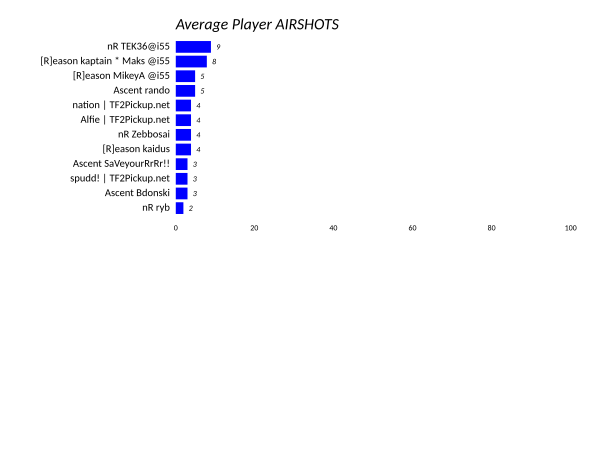 Average Player AIRSHOTS
nR TEK36@i55 9
[R]eason kaptain * Maks @i55 8
[R]eason MikeyA @i55 5
Ascent rando 5
nation | TF2Pickup.net 4
Alfie | TF2Pickup.net 4
nR Zebbosai 4
[R]eason kaidus 4
Ascent SaVeyourRrRr!! 3
spudd! | TF2Pickup.net 3
Ascent Bdonski 3
nR ryb 2
0 20 40 60 80 100